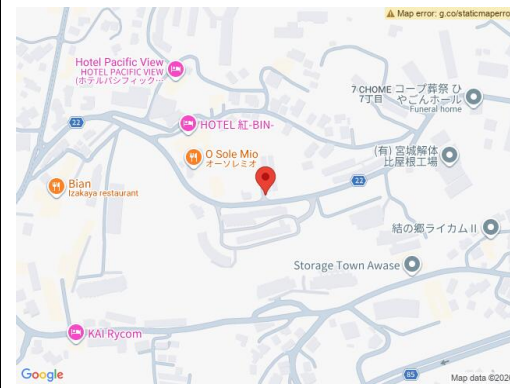 Map error: g.co/staticmaperro
Hotel Pacific View
HOTEL PACIFIC VIEW
(ホテルパシフィック…
7 CHOME
7丁目
コープ葬祭 ひ
やごんホール
Funeral home
22
HOTEL 紅-BIN-
O Sole Mio
オーソレミオ
(有) 宮城解体
比屋根工場
Bian
Izakaya restaurant
22
結の郷ライカムⅡ
Storage Town Awase
KAI Rycom
85
Google
Map data ©202